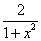 2
1 + x²